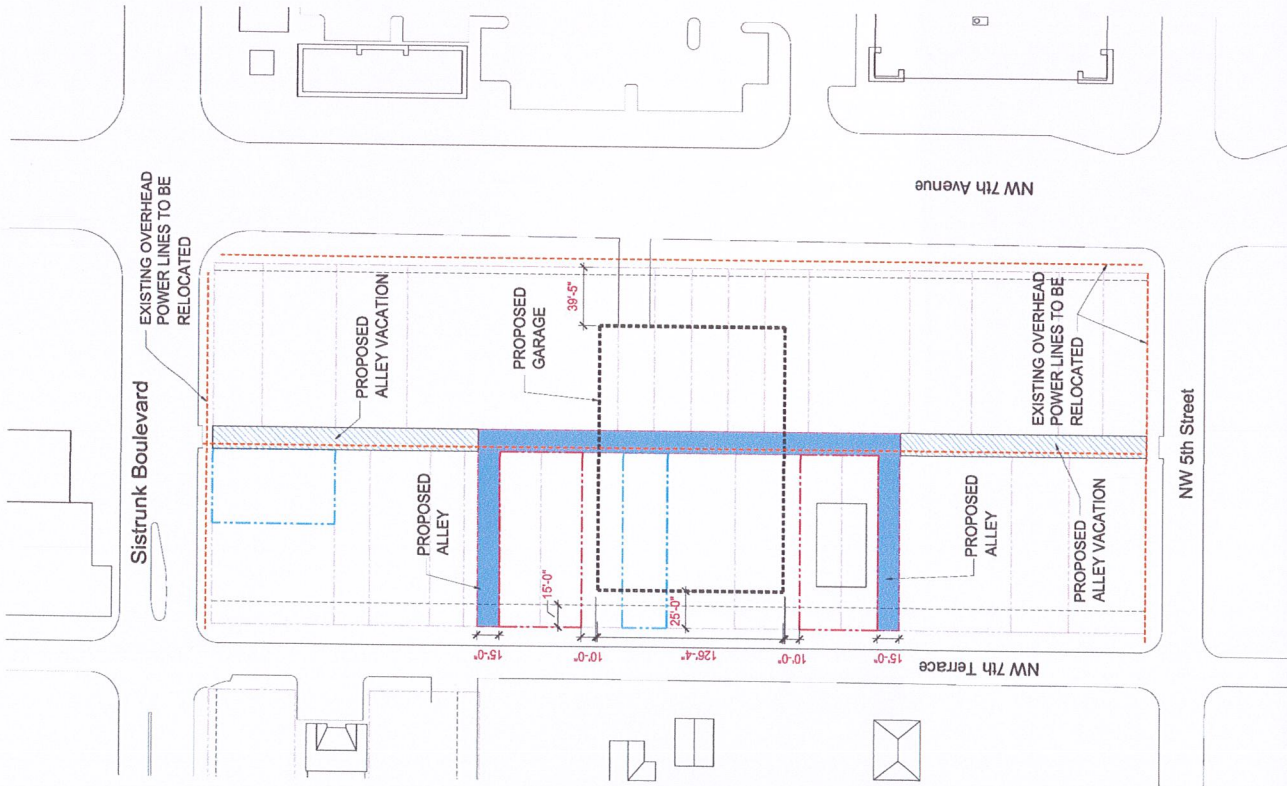 NW 7th Avenue
EXISTING OVERHEAD
POWER LINES TO BE
RELOCATED
Sistrunk Boulevard
PROPOSED
ALLEY VACATION
PROPOSED
GARAGE
39'-5"
EXISTING OVERHEAD
POWER LINES TO BE
RELOCATED
NW 5th Street
PROPOSED
ALLEY
PROPOSED
ALLEY
PROPOSED
ALLEY VACATION
15'-0"
25'-0"
15'-0"
10'-0"
126'-4"
10'-0"
15'-0"
NW 7th Terrace